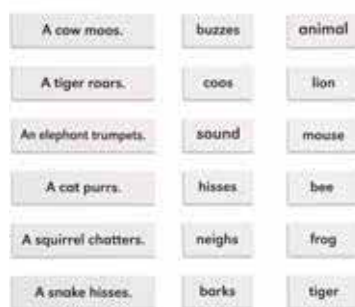 A cow moos. buzzes animal
A tiger roars. coos lion
An elephant trumpets. sound mouse
A cat purrs. hisses bee
A squirrel chatters. neighs frog
A snake hisses. barks tiger